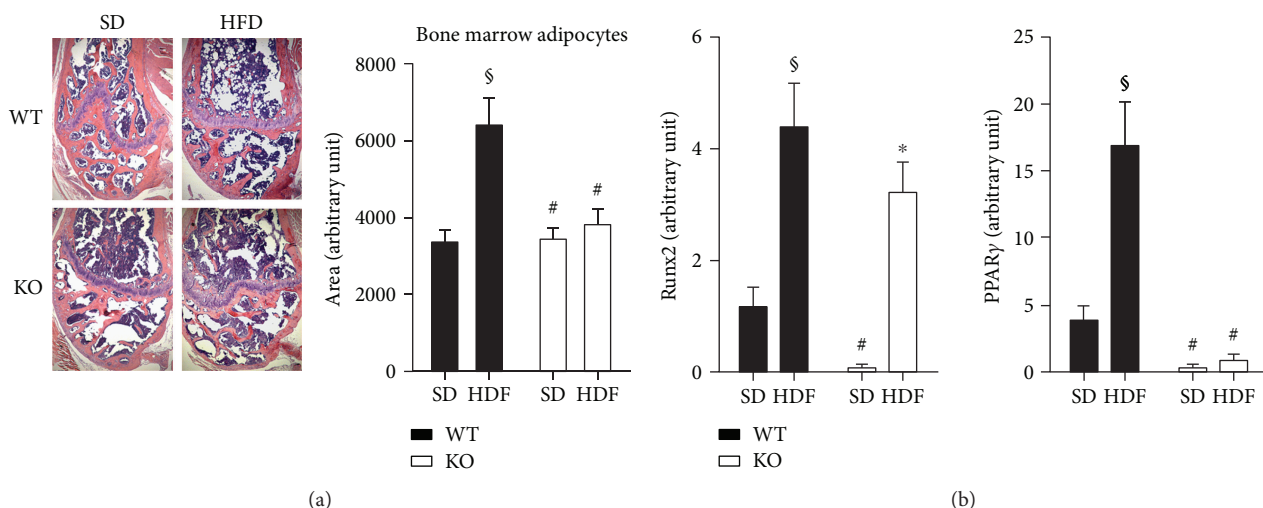 SD HFD
WT
KO
Bone marrow adipocytes
Area (arbitrary unit)
8000
6000
4000
2000
0
§
#
#
SD HDF SD HDF
WT
KO
(a)
Runx2 (arbitrary unit)
6
4
2
0
§
#
*
SD HDF SD HDF
WT
KO
PPARγ (arbitrary unit)
25
20
15
10
5
0
§
#
#
SD HDF SD HDF
(b)